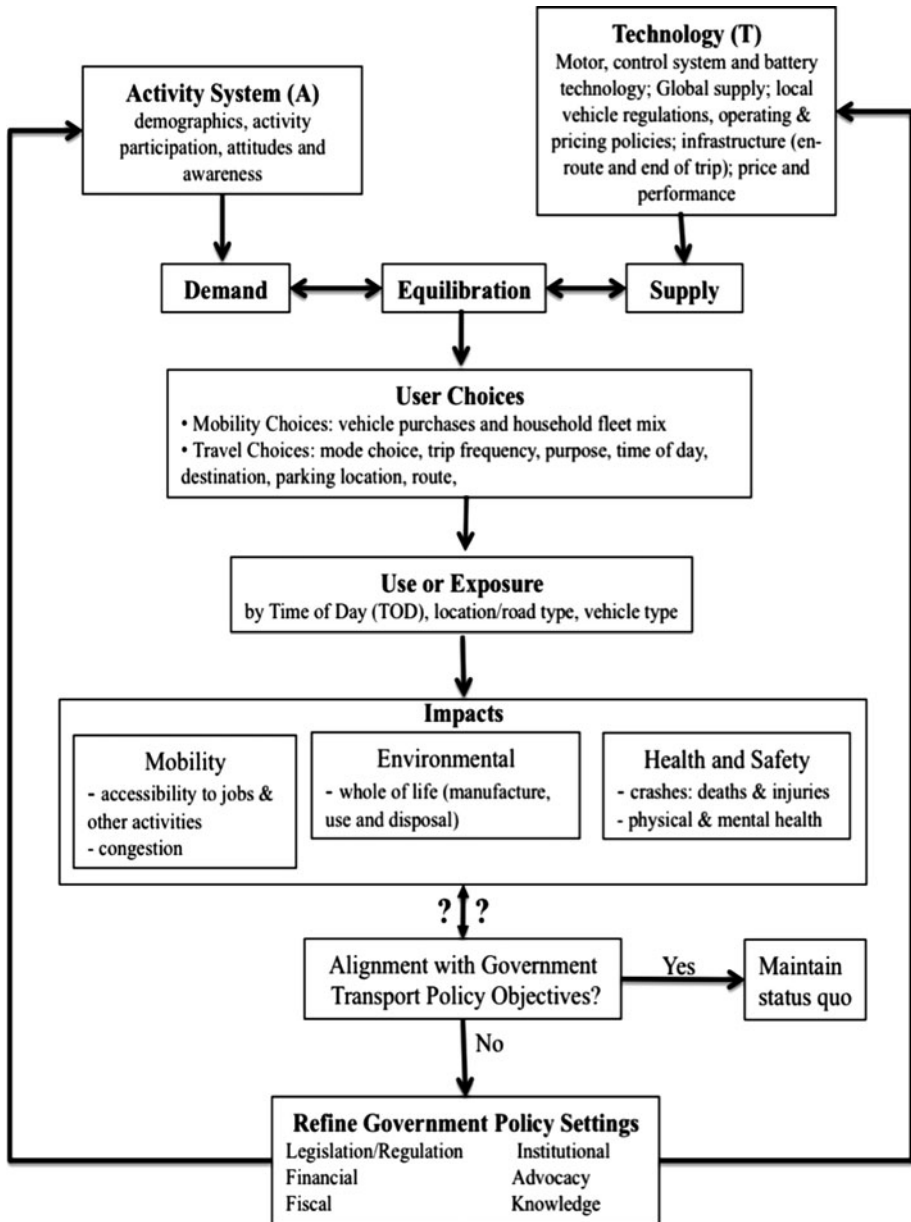 Technology (T)
Motor, control system and battery
technology; Global supply; local
vehicle regulations, operating &
pricing policies; infrastructure (en-
route and end of trip); price and
performance
Activity System (A)
demographics, activity
participation, attitudes and
awareness
Demand
Equilibration
Supply
User Choices
• Mobility Choices: vehicle purchases and household fleet mix
• Travel Choices: mode choice, trip frequency, purpose, time of day,
destination, parking location, route,
Use or Exposure
by Time of Day (TOD), location/road type, vehicle type
Impacts
Mobility
- accessibility to jobs &
other activities
- congestion
Environmental
- whole of life (manufacture,
use and disposal)
Health and Safety
- crashes: deaths & injuries
- physical & mental health
? ?
Alignment with Government
Transport Policy Objectives?
Yes
Maintain
status quo
No
Refine Government Policy Settings
Legislation/Regulation Institutional
Financial Advocacy
Fiscal Knowledge